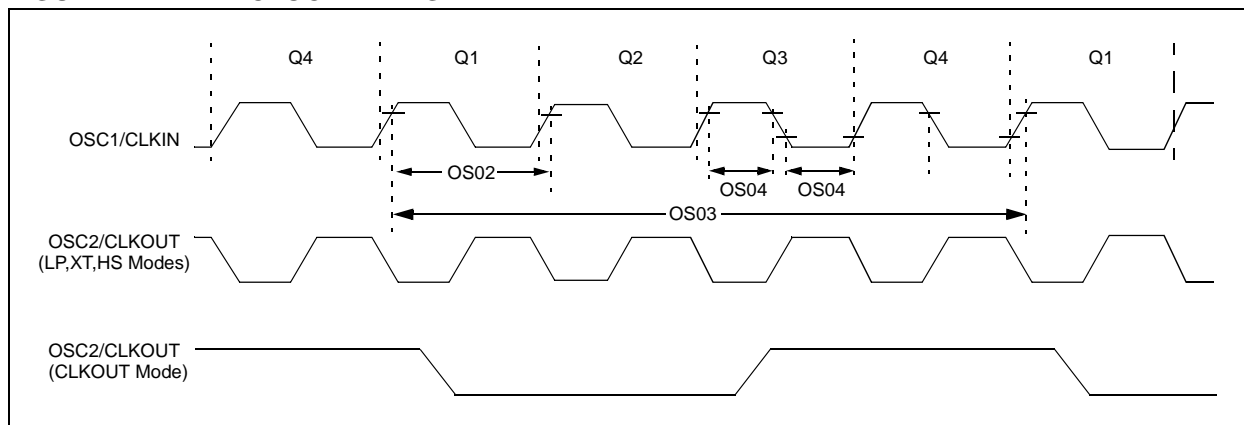 Q4 Q1 Q2 Q3 Q4 Q1
OSC1/CLKIN
OS02
OS04 OS04
OS03
OSC2/CLKOUT
(LP,XT,HS Modes)
OSC2/CLKOUT
(CLKOUT Mode)